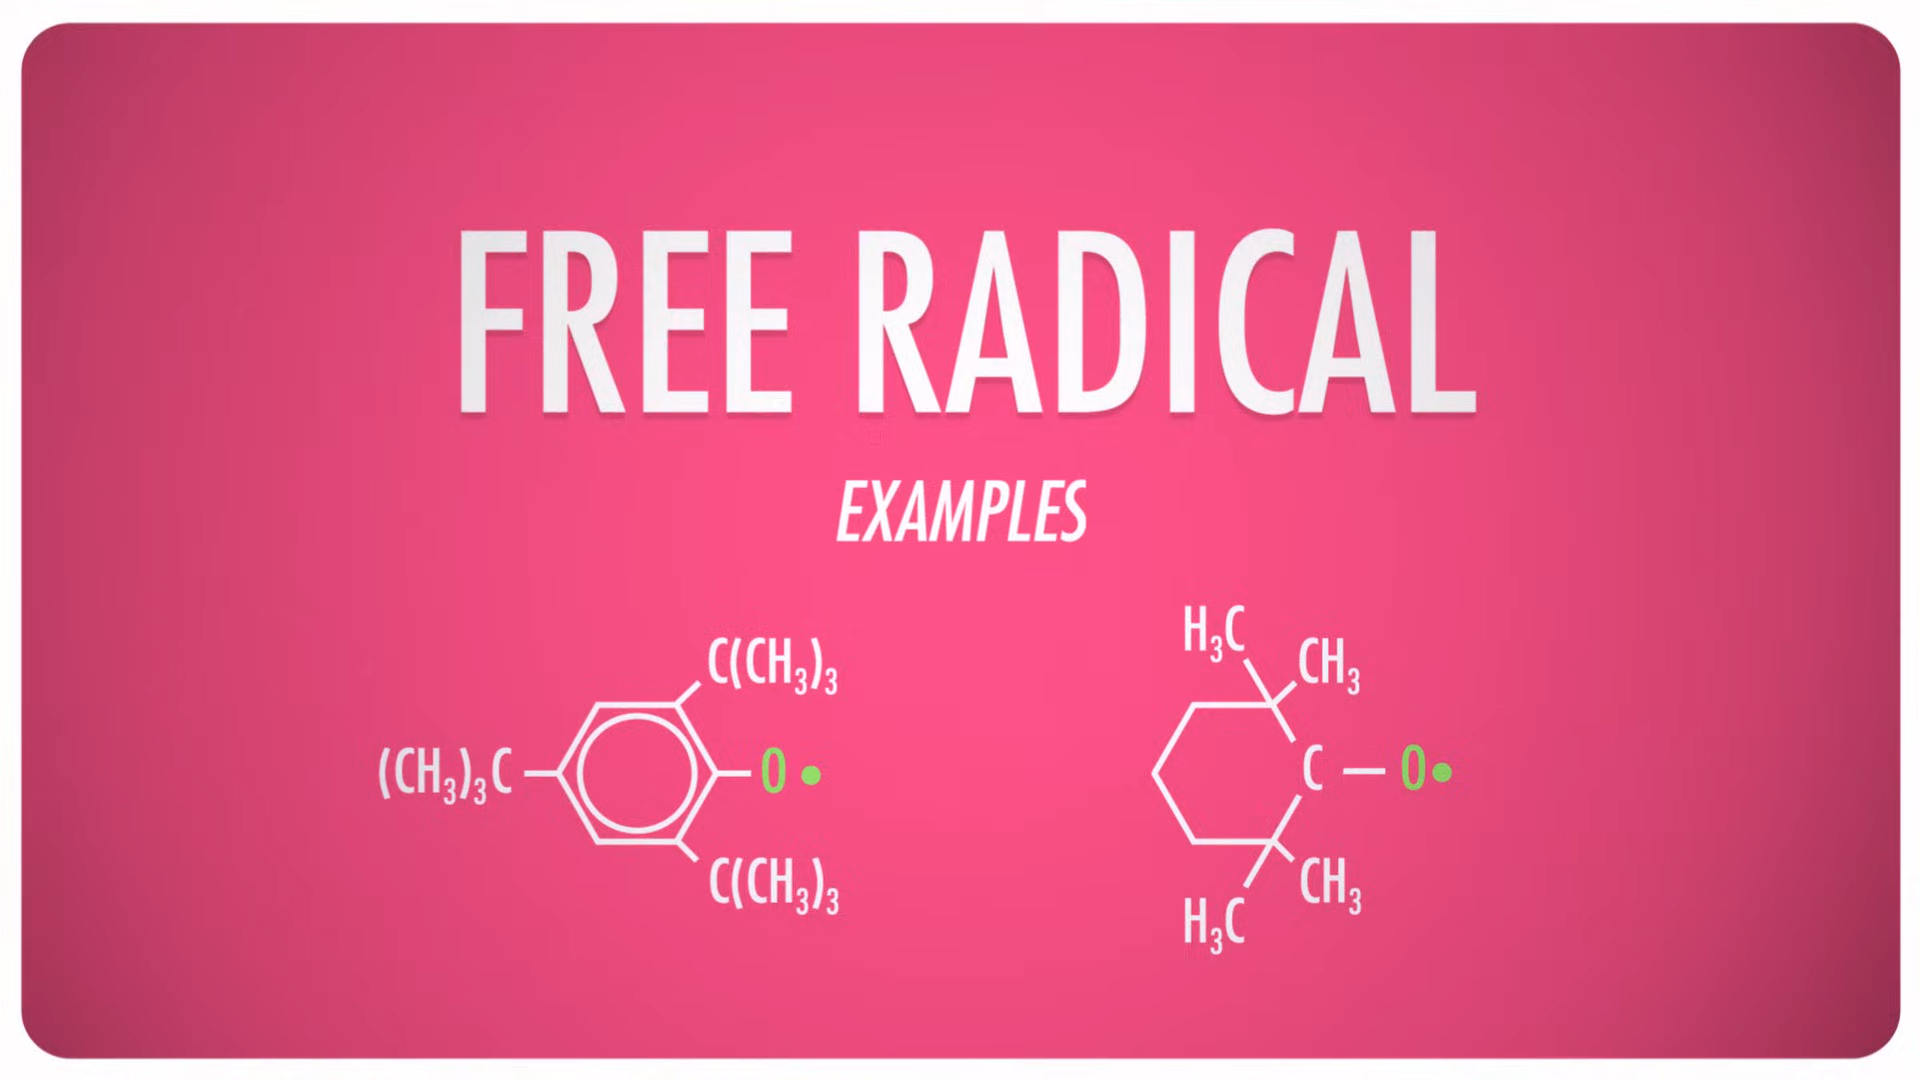 FREE RADICAL
EXAMPLES
C(CH₃)₃
(CH₃)₃C
O •
C(CH₃)₃
H₃C
CH₃
C — O•
CH₃
H₃C